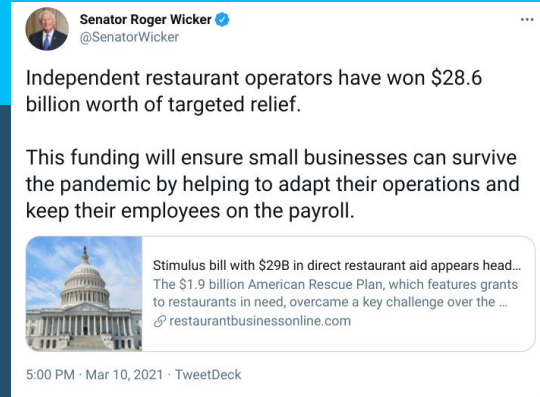 Senator Roger Wicker
@SenatorWicker
Independent restaurant operators have won $28.6
billion worth of targeted relief.
This funding will ensure small businesses can survive
the pandemic by helping to adapt their operations and
keep their employees on the payroll.
Stimulus bill with $29B in direct restaurant aid appears head...
The $1.9 billion American Rescue Plan, which features grants
to restaurants in need, overcame a key challenge over the ...
restaurantbusinessonline.com
5:00 PM · Mar 10, 2021 · TweetDeck